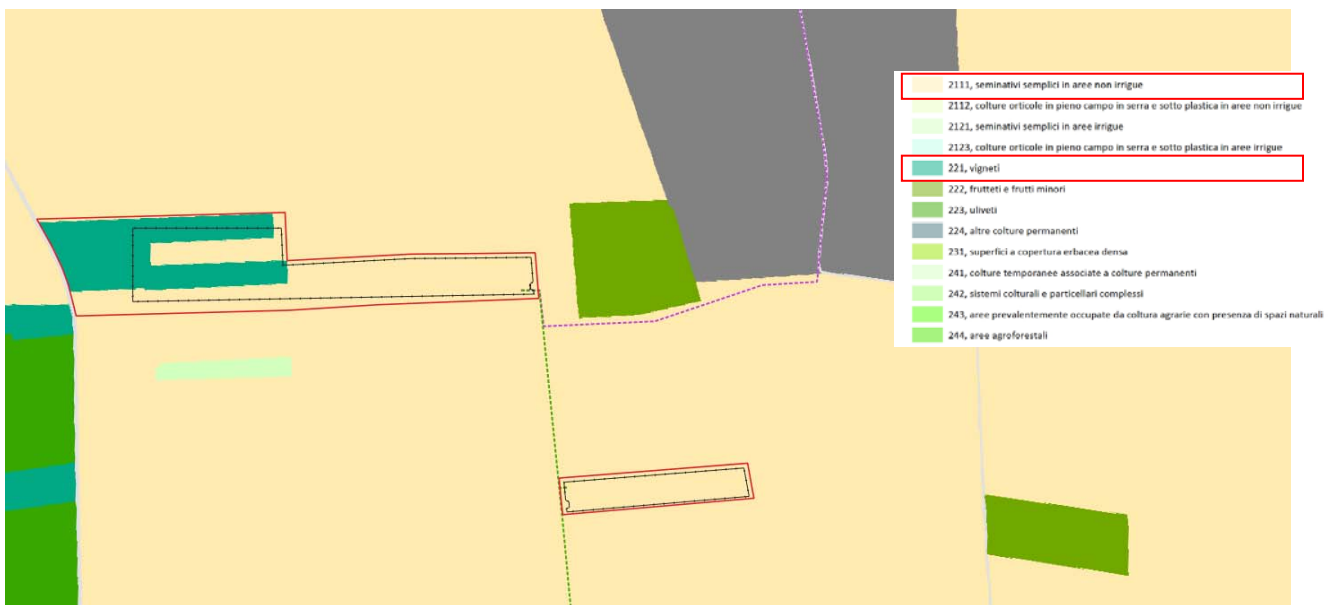 2111, seminativi semplici in aree non irrigue
2112, colture orticole in pieno campo in serra e sotto plastica in aree non irrigue
2121, seminativi semplici in aree irrigue
2123, colture orticole in pieno campo in serra e sotto plastica in aree irrigue
221, vigneti
222, frutteti e frutti minori
223, uliveti
224, altre colture permanenti
231, superfici a copertura erbacea densa
241, colture temporanee associate a colture permanenti
242, sistemi colturali e particellari complessi
243, aree prevalentemente occupate da coltura agrarie con presenza di spazi naturali
244, aree agroforestali